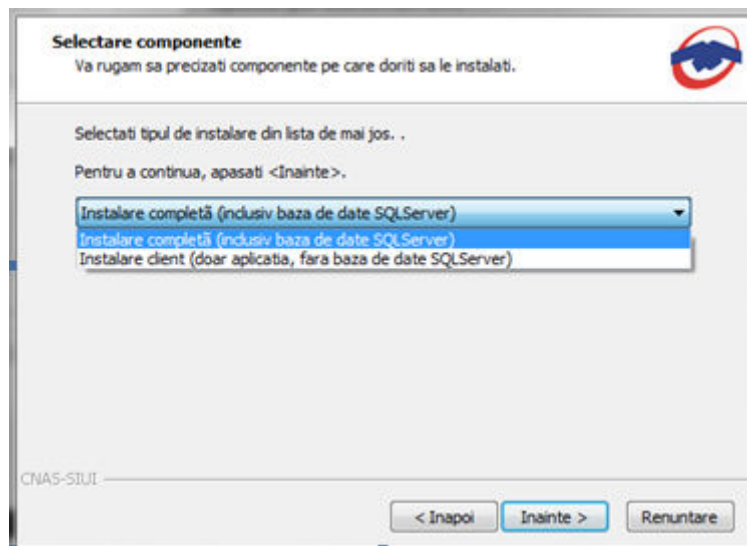 Selectare componente
Va rugam sa precizati componente pe care doriti sa le instalati.
Selectati tipul de instalare din lista de mai jos. .
Pentru a continua, apasati <Inainte>.
Instalare completă (inclusiv baza de date SQLServer)
Instalare completă (inclusiv baza de date SQLServer)
Instalare client (doar aplicatia, fara baza de date SQLServer)
CNAS-SIUI
< Inapoi
Inainte >
Renuntare